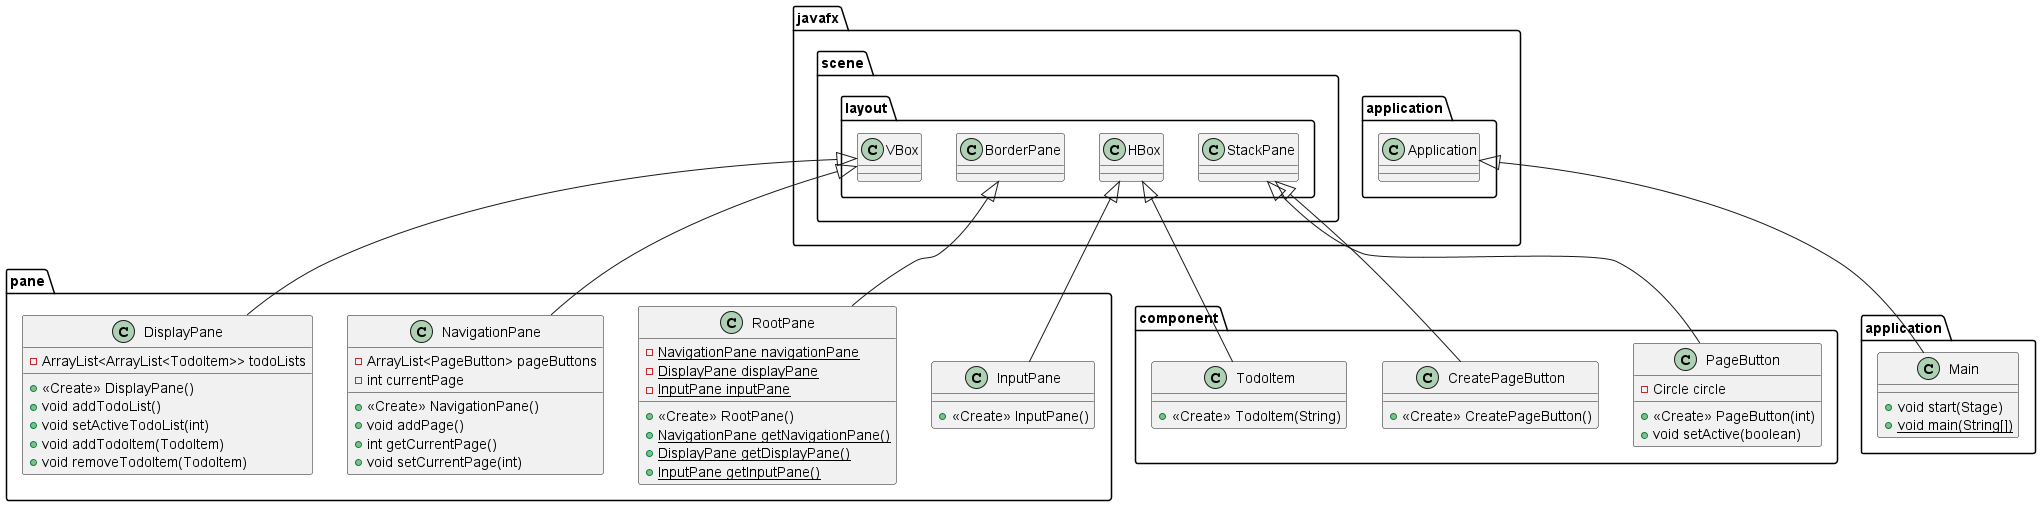 javafx
scene
layout
application
C VBox
C BorderPane
C HBox
C StackPane
C Application
pane
C DisplayPane
ArrayList<ArrayList<TodoItem>> todoLists
«Create» DisplayPane()
void addTodoList()
void setActiveTodoList(int)
void addTodoItem(TodoItem)
void removeTodoItem(TodoItem)
C NavigationPane
ArrayList<PageButton> pageButtons
int currentPage
«Create» NavigationPane()
void addPage()
int getCurrentPage()
void setCurrentPage(int)
C RootPane
NavigationPane navigationPane
DisplayPane displayPane
InputPane inputPane
«Create» RootPane()
NavigationPane getNavigationPane()
DisplayPane getDisplayPane()
InputPane getInputPane()
C InputPane
«Create» InputPane()
component
C TodoItem
«Create» TodoItem(String)
C CreatePageButton
«Create» CreatePageButton()
C PageButton
Circle circle
«Create» PageButton(int)
void setActive(boolean)
application
C Main
void start(Stage)
void main(String[])